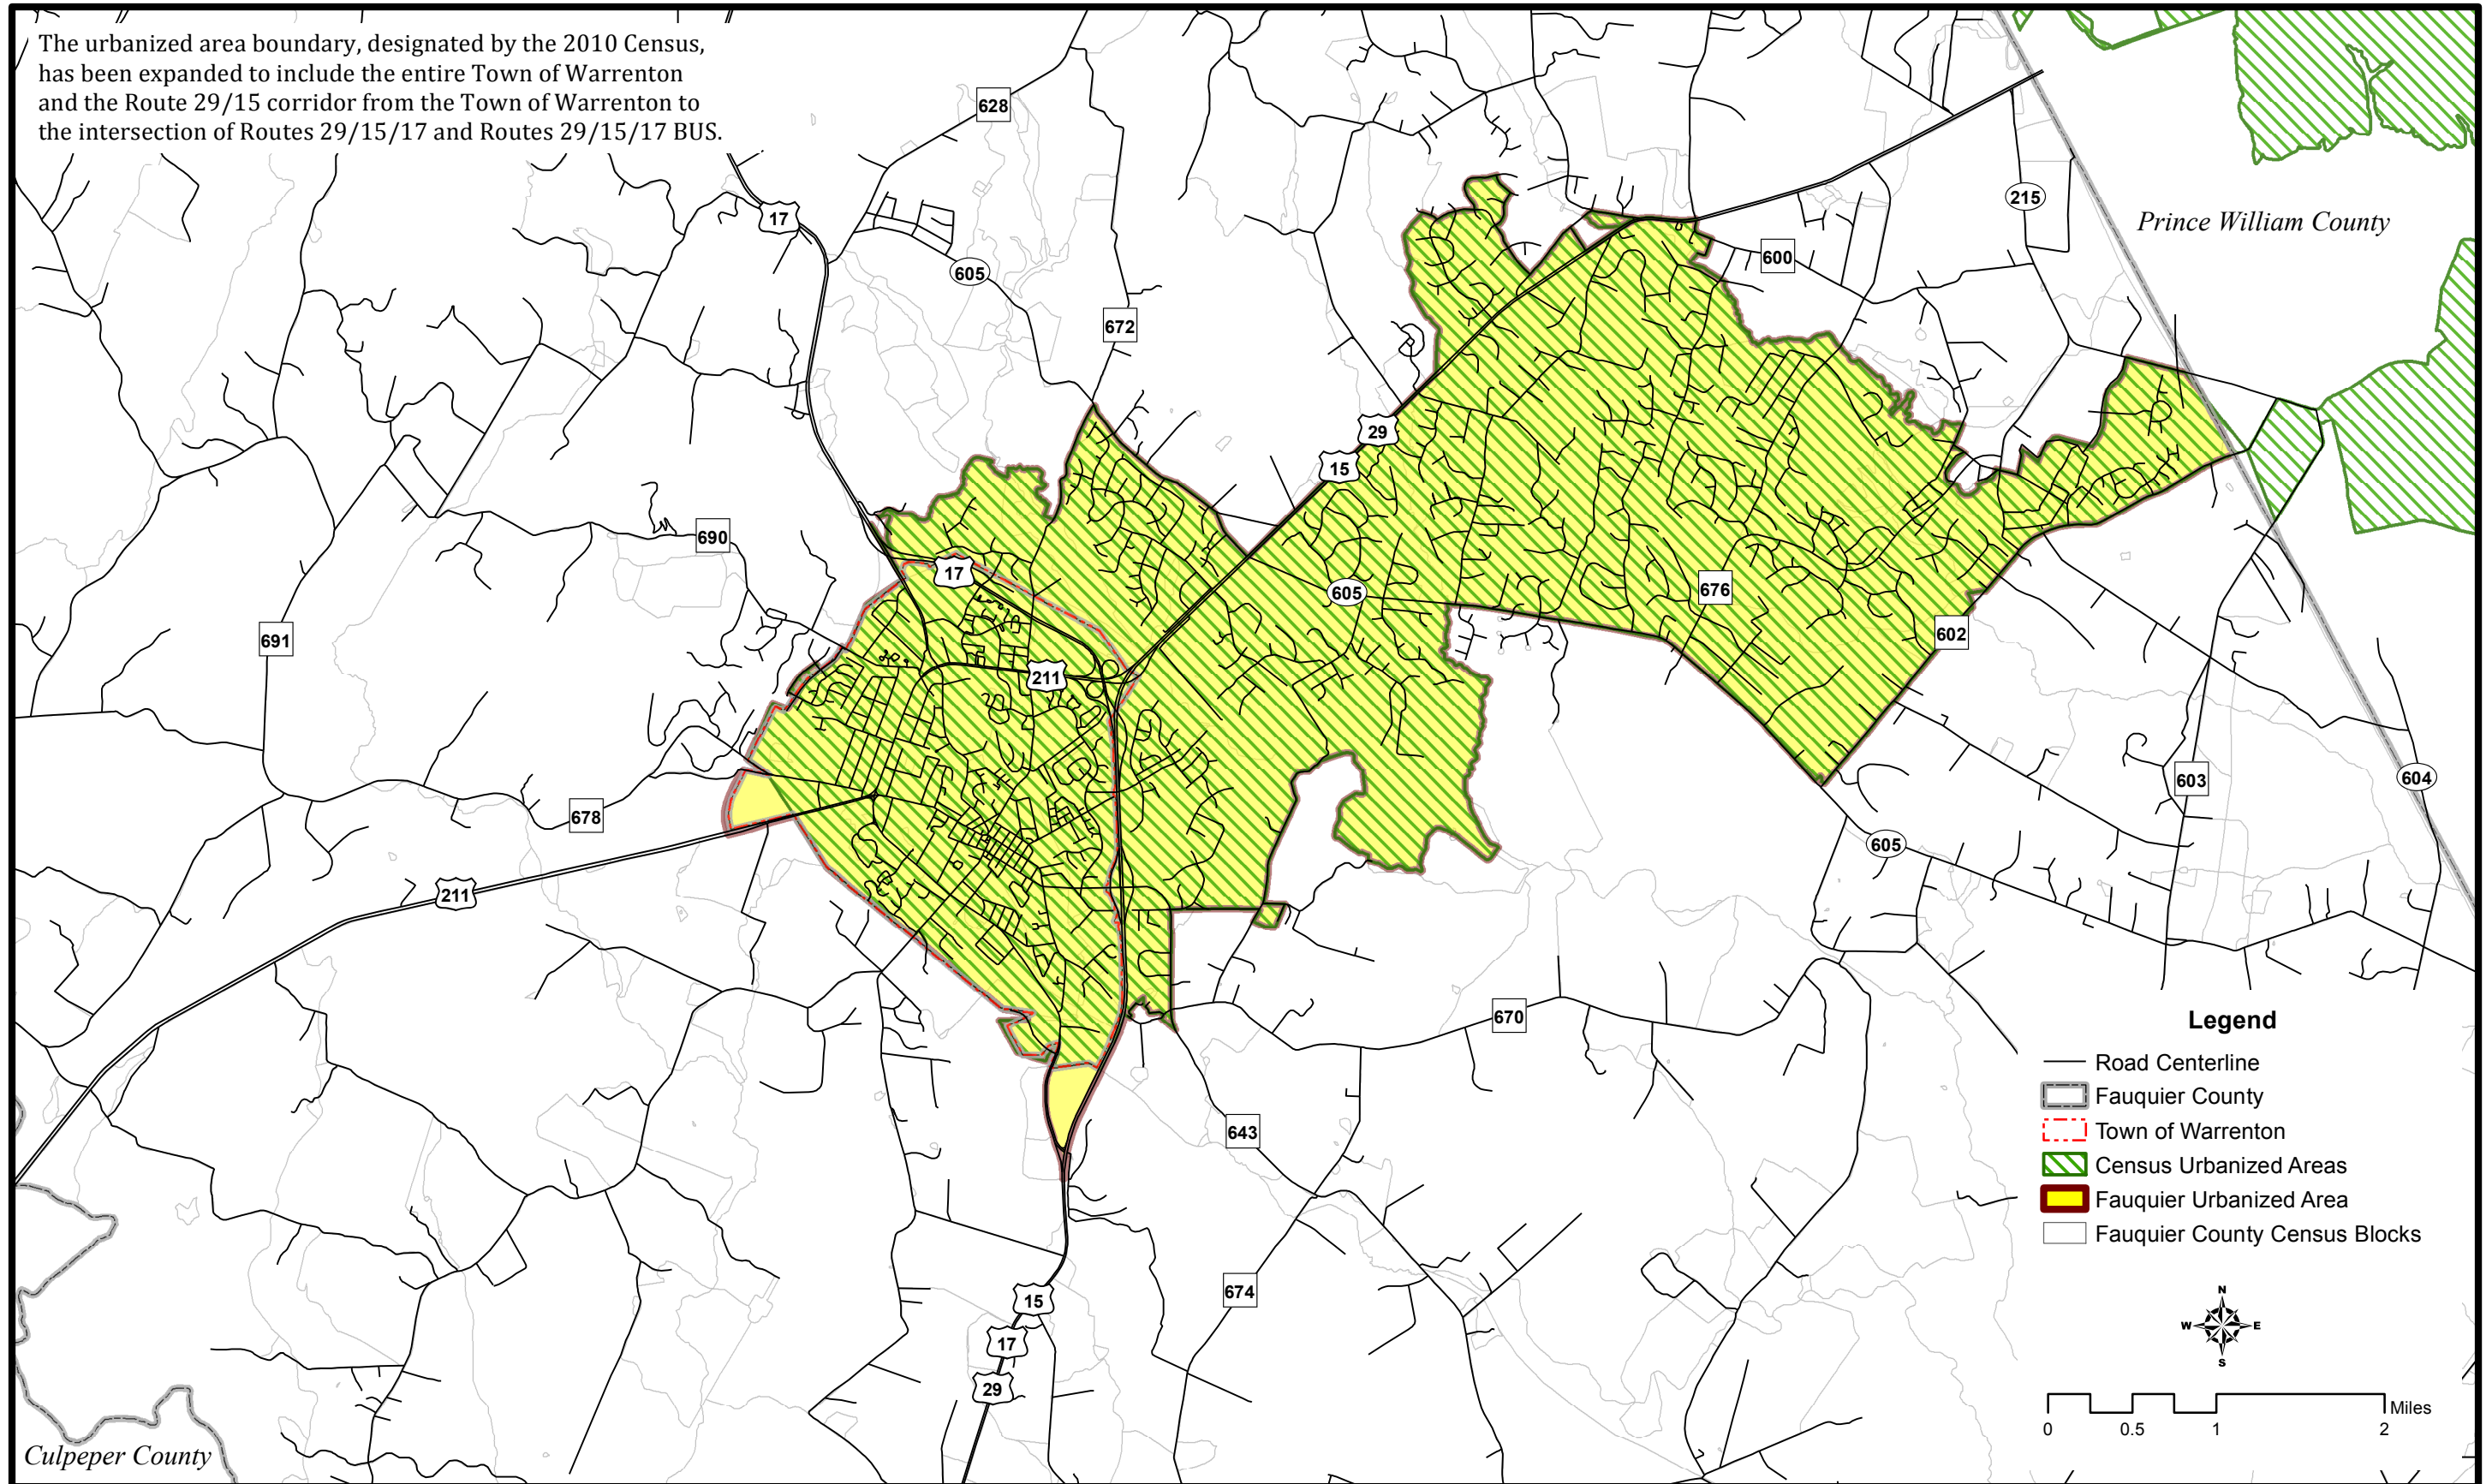 The urbanized area boundary, designated by the 2010 Census,
has been expanded to include the entire Town of Warrenton
and the Route 29/15 corridor from the Town of Warrenton to
the intersection of Routes 29/15/17 and Routes 29/15/17 BUS.
628
17
215
Prince William County
600
605
672
29
15
690
17
605
676
691
602
211
678
603
604
605
211
670
Legend
Road Centerline
Fauquier County
643
Town of Warrenton
Census Urbanized Areas
Fauquier Urbanized Area
Fauquier County Census Blocks
674
15
N
W E
S
17
29
Miles
0 0.5 1 2
Culpeper County